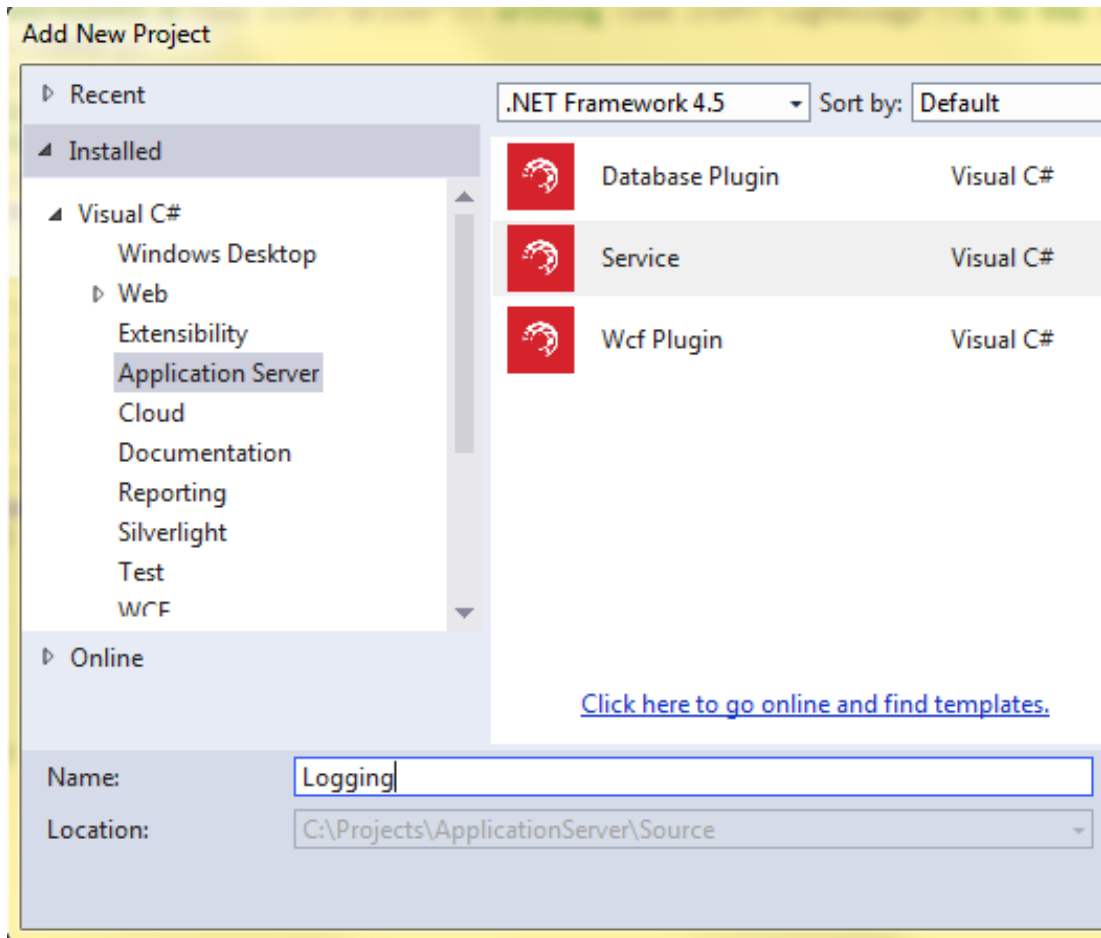 Add New Project
Recent
Installed
Visual C#
Windows Desktop
Web
Extensibility
Application Server
Cloud
Documentation
Reporting
Silverlight
Test
WCF
Online
.NET Framework 4.5 Sort by: Default
Database Plugin Visual C#
Service Visual C#
Wcf Plugin Visual C#
Click here to go online and find templates.
Name: Logging
Location: C:\Projects\ApplicationServer\Source